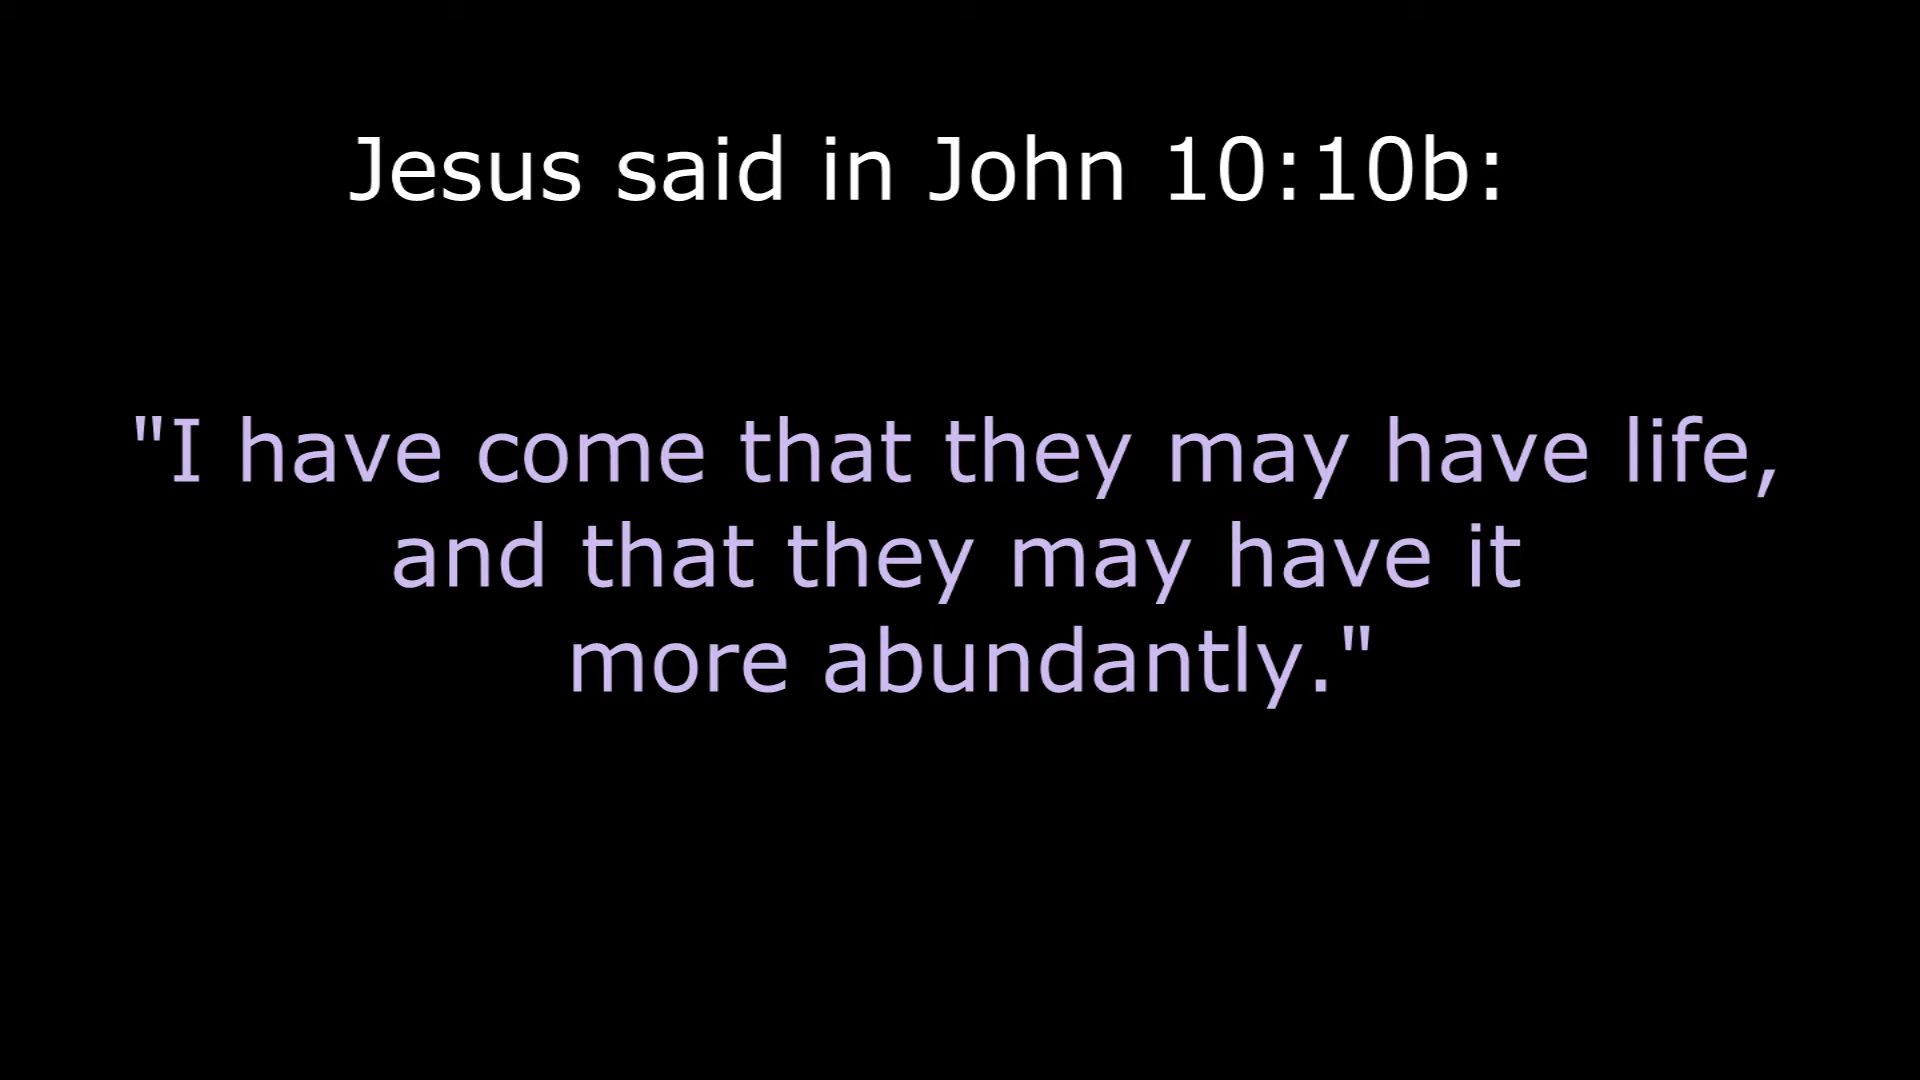 Jesus said in John 10:10b:
"I have come that they may have life,
and that they may have it
more abundantly."